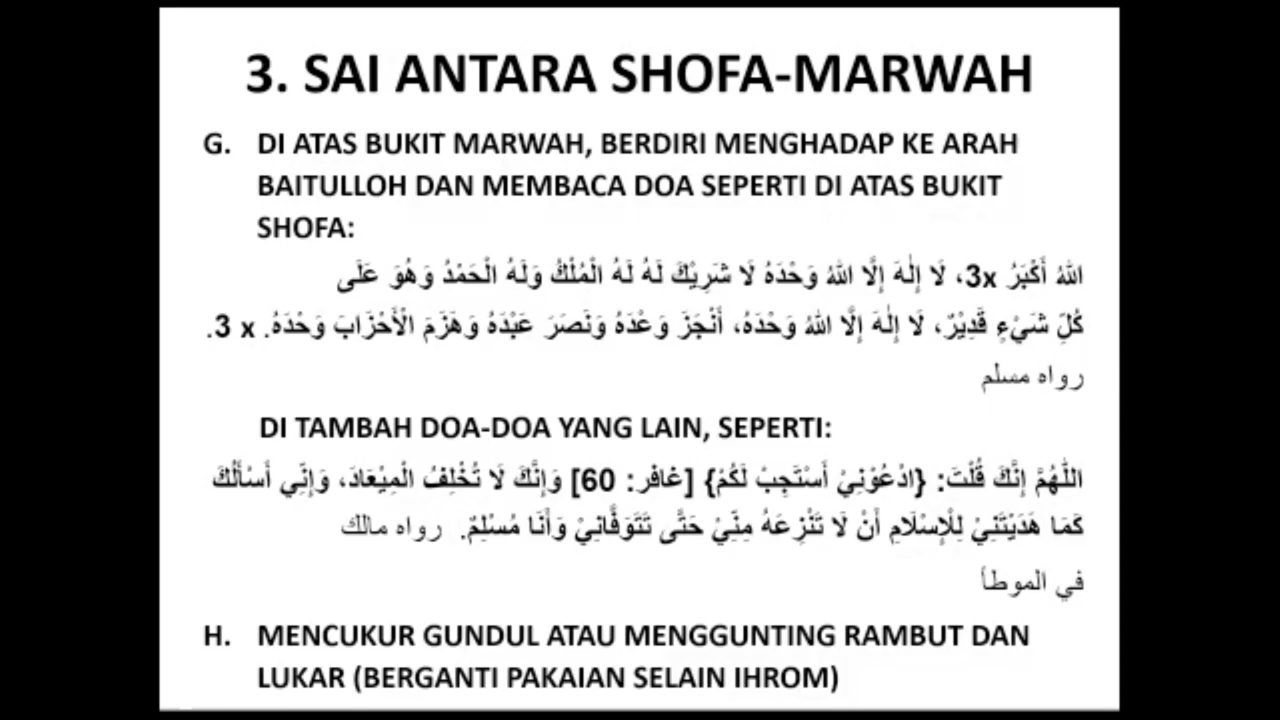 3. SAI ANTARA SHOFA-MARWAH
G. DI ATAS BUKIT MARWAH, BERDIRI MENGHADAP KE ARAH
BAITULLOH DAN MEMBACA DOA SEPERTI DI ATAS BUKIT
SHOFA:
اللهُ أَكْبَرُ 3x، لَا إِلٰهَ إِلَّا اللهُ وَحْدَهُ لَا شَرِيْكَ لَهُ لَهُ الْمُلْكُ وَلَهُ الْحَمْدُ وَهُوَ عَلَى
كُلِّ شَيْءٍ قَدِيْرٌ، لَا إِلٰهَ إِلَّا اللهُ وَحْدَهُ، أَنْجَزَ وَعْدَهُ وَنَصَرَ عَبْدَهُ وَهَزَمَ الْأَحْزَابَ وَحْدَهُ. 3 x.
رواه مسلم
DI TAMBAH DOA-DOA YANG LAIN, SEPERTI:
اللّٰهُمَّ إِنَّكَ قُلْتَ: {ادْعُوْنِيْ أَسْتَجِبْ لَكُمْ} [غافر: 60] وَإِنَّكَ لَا تُخْلِفُ الْمِيْعَادَ، وَإِنِّي أَسْأَلُكَ
كَمَا هَدَيْتَنِيْ لِلْإِسْلَامِ أَنْ لَا تَنْزِعَهُ مِنِّيْ حَتَّى تَتَوَفَّانِيْ وَأَنَا مُسْلِمٌ. رواه مالك
في الموطأ
H. MENCUKUR GUNDUL ATAU MENGGUNTING RAMBUT DAN
LUKAR (BERGANTI PAKAIAN SELAIN IHROM)